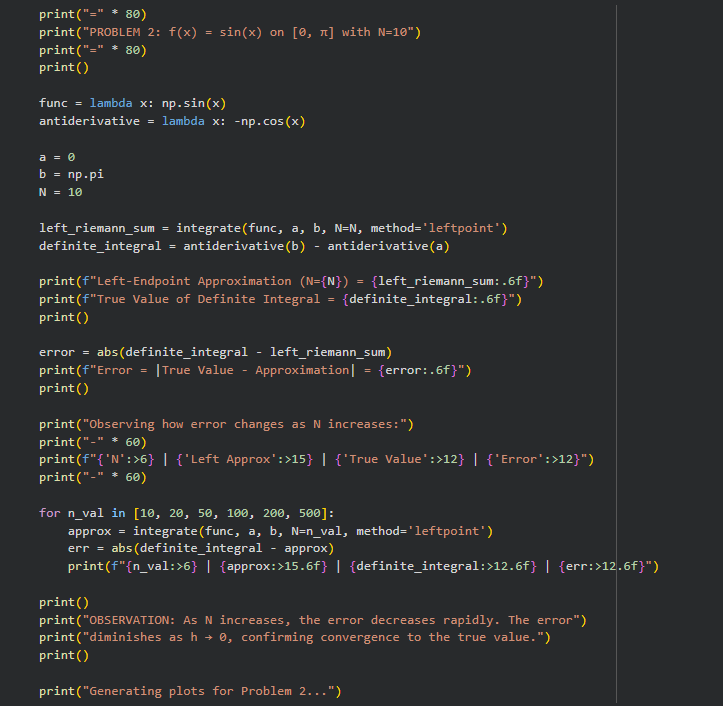 print("=" * 80)
print("PROBLEM 2: f(x) = sin(x) on [0, π] with N=10")
print("=" * 80)
print()
func = lambda x: np.sin(x)
antiderivative = lambda x: -np.cos(x)
a = 0
b = np.pi
N = 10
left_riemann_sum = integrate(func, a, b, N=N, method='leftpoint')
definite_integral = antiderivative(b) - antiderivative(a)
print(f"Left-Endpoint Approximation (N={N}) = {left_riemann_sum:.6f}")
print(f"True Value of Definite Integral = {definite_integral:.6f}")
print()
error = abs(definite_integral - left_riemann_sum)
print(f"Error = |True Value - Approximation| = {error:.6f}")
print()
print("Observing how error changes as N increases:")
print("-" * 60)
print(f"{'N':>6} | {'Left Approx':>15} | {'True Value':>12} | {'Error':>12}")
print("-" * 60)
for n_val in [10, 20, 50, 100, 200, 500]:
    approx = integrate(func, a, b, N=n_val, method='leftpoint')
    err = abs(definite_integral - approx)
    print(f"{n_val:>6} | {approx:>15.6f} | {definite_integral:>12.6f} | {err:>12.6f}")
print()
print("OBSERVATION: As N increases, the error decreases rapidly. The error")
print("diminishes as h → 0, confirming convergence to the true value.")
print()
print("Generating plots for Problem 2...")